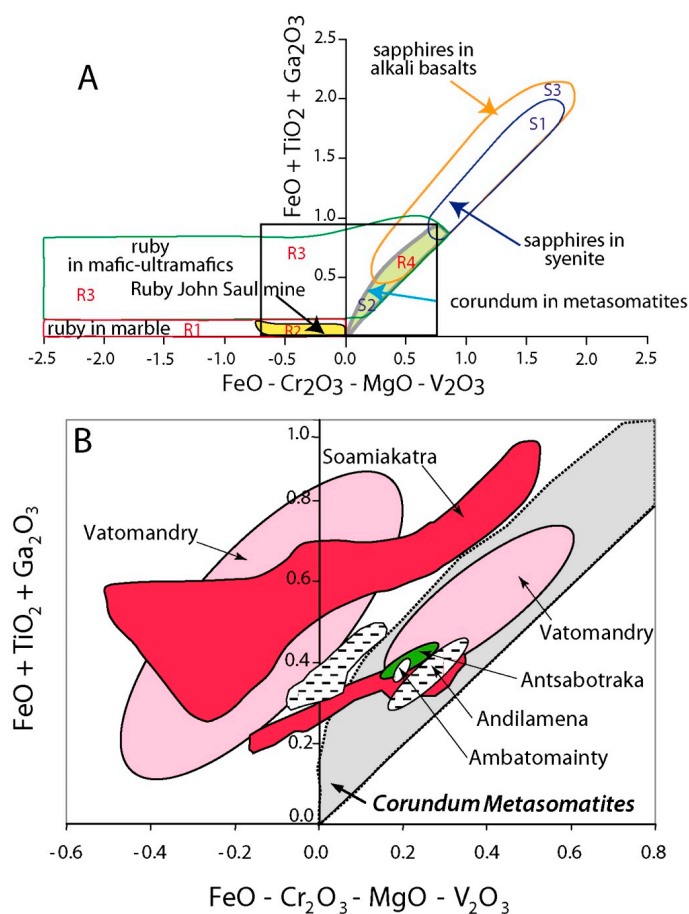 A
FeO + TiO2 + Ga2O3
2.5
2.0
1.5
1.0
0.5
sapphires in
alkali basalts
S3
S1
sapphires in
syenite
ruby
in mafic-ultramafics
R3
R3
R4
Ruby John Saul mine
S2
corundum in metasomatites
ruby in marble
R1
R2
-2.5 -2.0 -1.5 -1.0 -0.5 0.0 0.5 1.0 1.5 2.0 2.5
FeO - Cr2O3 - MgO - V2O3
B
FeO + TiO2 + Ga2O3
1.0
0.8
0.6
0.4
0.2
0.0
Soamiakatra
Vatomandry
Vatomandry
Antsabotraka
Andilamena
Ambatomainty
Corundum Metasomatites
-0.6 -0.4 -0.2 0.0 0.2 0.4 0.6 0.8
FeO - Cr2O3 - MgO - V2O3